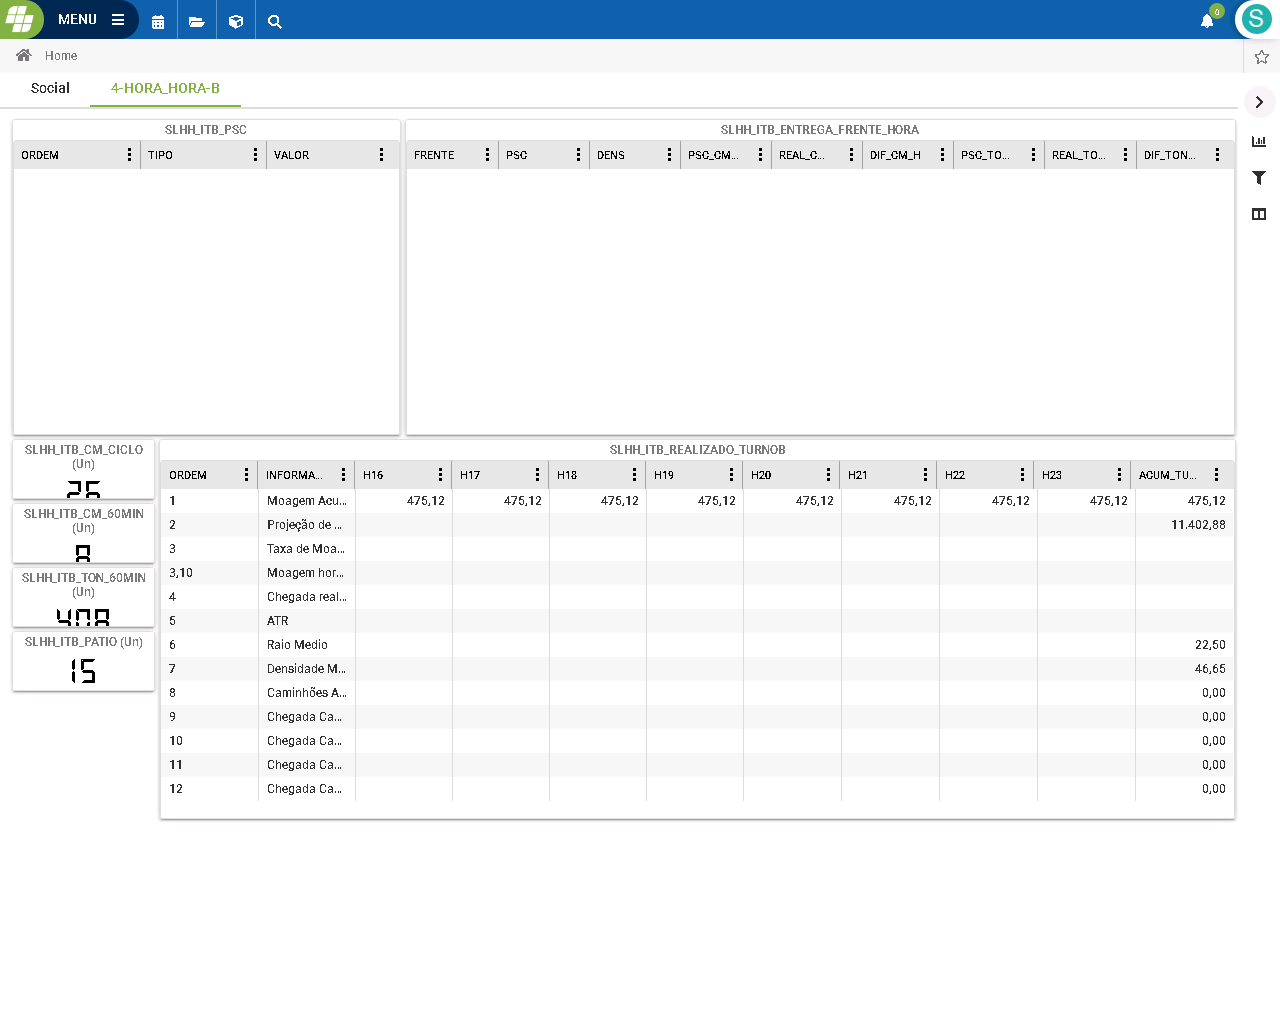 MENU
0
S
Home
Social 4-HORA_HORA-B
SLHH_ITB_PSC
ORDEM TIPO VALOR
SLHH_ITB_ENTREGA_FRENTE_HORA
FRENTE PSC DENS PSC_CM_... REAL_C... DIF_CM_H PSC_TO... REAL_TO... DIF_TON...
SLHH_ITB_CM_CICLO
(Un)
26
SLHH_ITB_CM_60MIN
(Un)
8
SLHH_ITB_TON_60MIN
(Un)
408
SLHH_ITB_PATIO (Un)
15
SLHH_ITB_REALIZADO_TURNOB
ORDEM INFORMA... H16 H17 H18 H19 H20 H21 H22 H23 ACUM_TU...
1 Moagem Acu... 475,12 475,12 475,12 475,12 475,12 475,12 475,12 475,12 475,12
2 Projeção de ... 11.402,88
3 Taxa de Moa...
3,10 Moagem hor...
4 Chegada real...
5 ATR
6 Raio Medio 22,50
7 Densidade M... 46,65
8 Caminhões A... 0,00
9 Chegada Ca... 0,00
10 Chegada Ca... 0,00
11 Chegada Ca... 0,00
12 Chegada Ca... 0,00